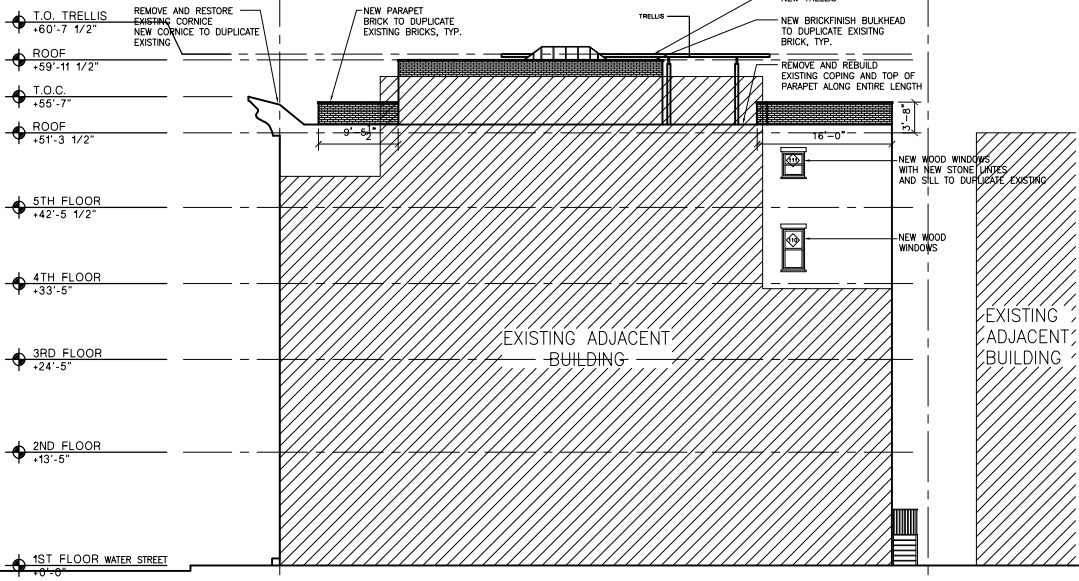 NEW TRELLIS
T.O. TRELLIS
+60'-7 1/2"
REMOVE AND RESTORE
EXISTING CORNICE
NEW CORNICE TO DUPLICATE
EXISTING
NEW PARAPET
BRICK TO DUPLICATE
EXISTING BRICKS, TYP.
TRELLIS
NEW BRICKFINISH BULKHEAD
TO DUPLICATE EXISITNG
BRICK, TYP.
ROOF
+59'-11 1/2"
REMOVE AND REBUILD
EXISTING COPING AND TOP OF
PARAPET ALONG ENTIRE LENGTH
T.O.C.
+55'-7"
3'-8"
ROOF
+51'-3 1/2"
9'-5 1/2"
16'-0"
111
NEW WOOD WINDOWS
WITH NEW STONE LINTES
AND SILL TO DUPLICATE EXISTING
5TH FLOOR
+42'-5 1/2"
110
NEW WOOD
WINDOWS
4TH FLOOR
+33'-5"
EXISTING ADJACENT
BUILDING
EXISTING
ADJACENT
BUILDING
3RD FLOOR
+24'-5"
2ND FLOOR
+13'-5"
1ST FLOOR WATER STREET
+0'-0"